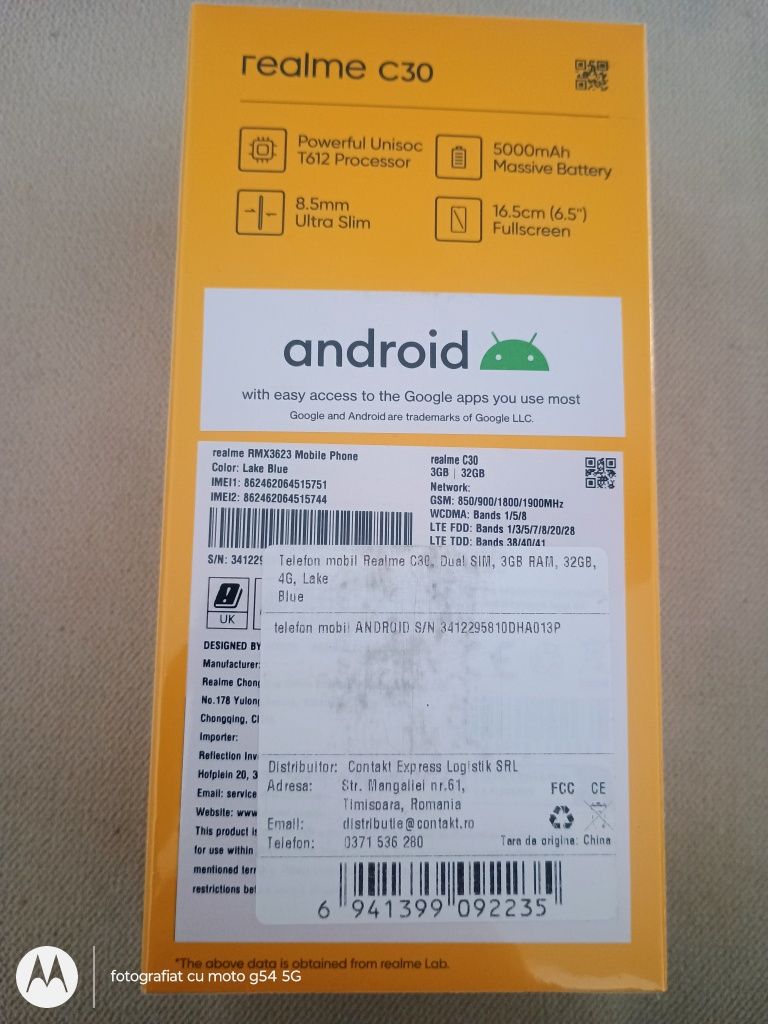 realme C30
Powerful Unisoc
T612 Processor
5000mAh
Massive Battery
8.5mm
Ultra Slim
16.5cm (6.5")
Fullscreen
android
with easy access to the Google apps you use most
Google and Android are trademarks of Google LLC.
realme RMX3623 Mobile Phone
Color: Lake Blue
IMEI1: 862462064515751
IMEI2: 862462064515744
S/N: 341229
realme C30
3GB | 32GB
Network:
GSM: 850/900/1800/1900MHz
WCDMA: Bands 1/5/8
LTE FDD: Bands 1/3/5/7/8/20/28
LTE TDD: Bands 38/40/41
UK
DESIGNED BY
Manufacturer:
Realme Chong
No.178 Yulong
Chongqing, C
Importer:
Reflection Inv
Hofplein 20, 3
Email: service
Website: www
This product is
for use within
mentioned terr
restrictions bef
Telefon mobil Realme C30, Dual SIM, 3GB RAM, 32GB,
4G, Lake
Blue
telefon mobil ANDROID S/N 3412295810DHA013P
Distribuitor: Contakt Express Logistik SRL
Adresa: Str. Mangaliei nr.61,
Timisoara, Romania
Email: distributie@contakt.ro
Telefon: 0371 536 280
FCC CE
Tara de origine: China
6 941399 092235
*The above data is obtained from realme Lab.
fotografiat cu moto g54 5G